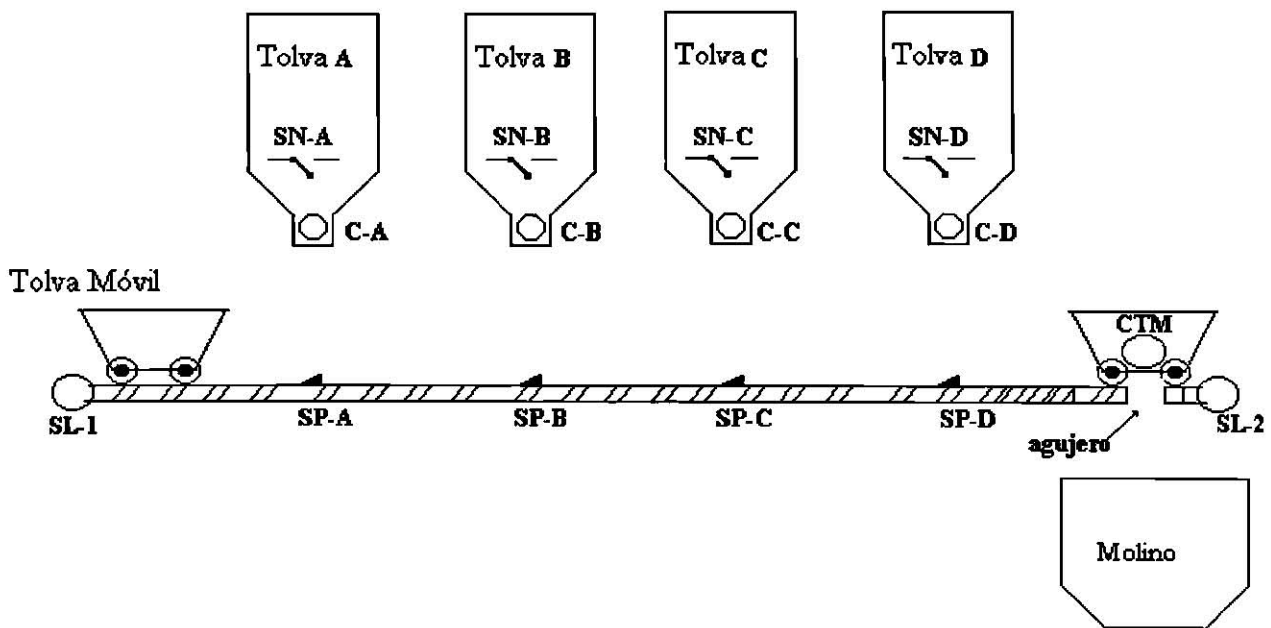 Tolva A
Tolva B
Tolva C
Tolva D
SN-A
SN-B
SN-C
SN-D
C-A
C-B
C-C
C-D
Tolva Móvil
CTM
SL-1
SP-A
SP-B
SP-C
SP-D
agujero
SL-2
Molino